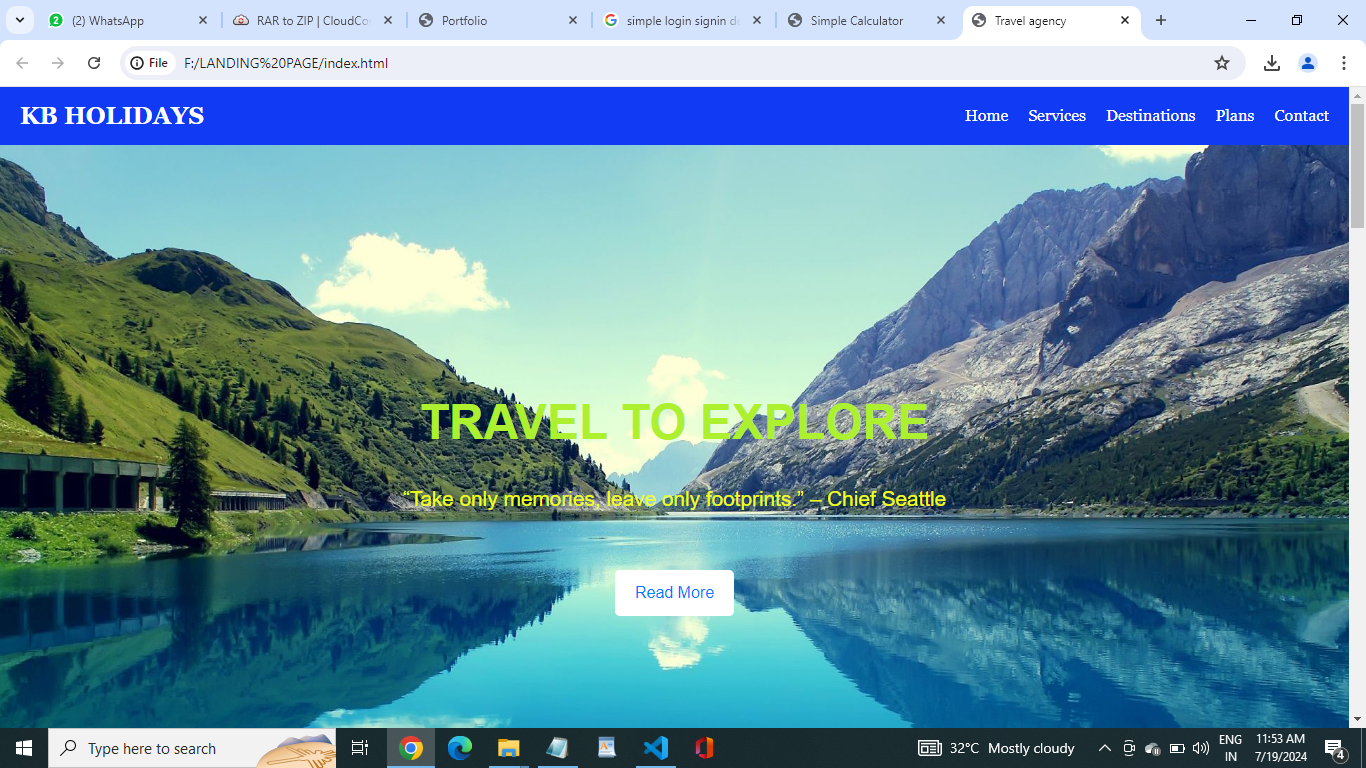 (2) WhatsApp
RAR to ZIP | CloudCo
Portfolio
simple login signin de
Simple Calculator
Travel agency
File
F:/LANDING%20PAGE/index.html
KB HOLIDAYS
Home Services Destinations Plans Contact
TRAVEL TO EXPLORE
“Take only memories, leave only footprints.” – Chief Seattle
Read More
Type here to search
32°C Mostly cloudy
ENG
IN
11:53 AM
7/19/2024
4